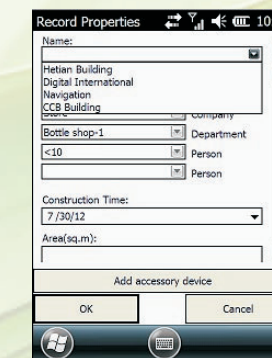 Record Properties 10
Name:
Hetian Building
Digital International
Navigation
CCB Building
Store Company
Bottle shop-1 Department
<10 Person
Person
Construction Time:
7 /30/12
Area(sq.m):
Add accessory device
OK Cancel